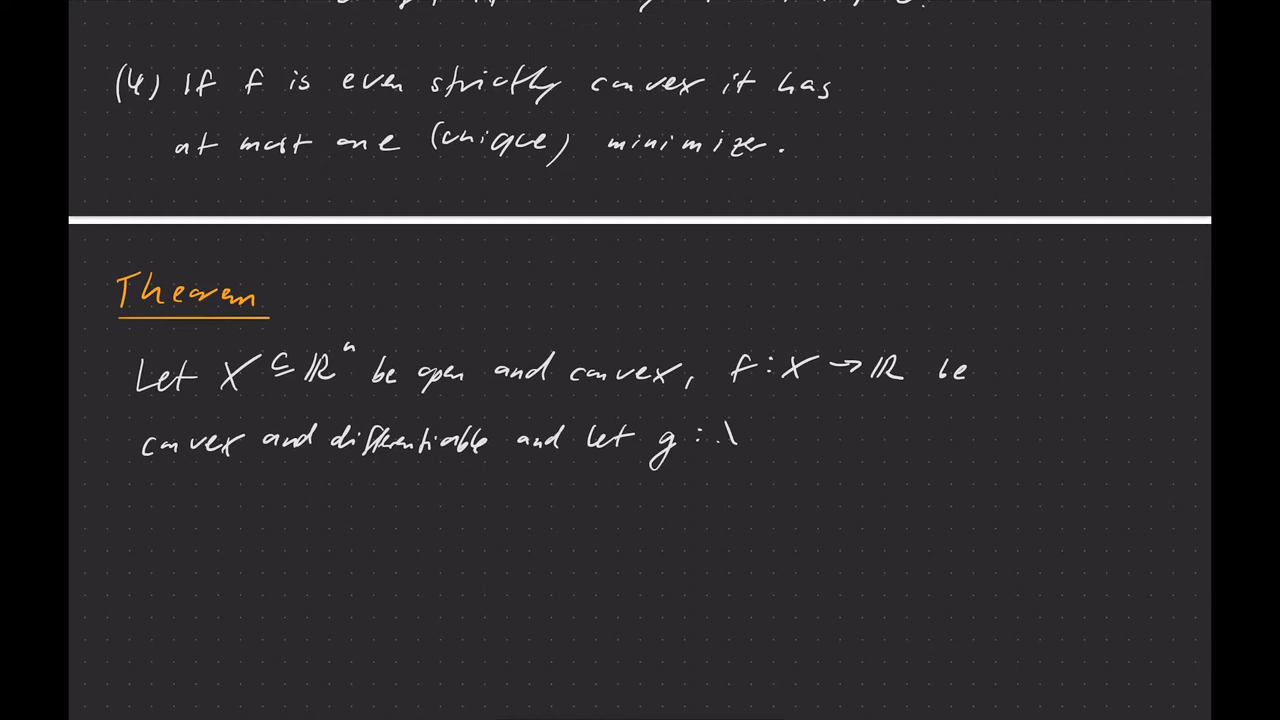 (4) If f is even strictly convex it has
at most one (unique) minimizer.
Theorem
Let X ⊆ ℝⁿ be open and convex, f : X → ℝ be
convex and differentiable and let g :